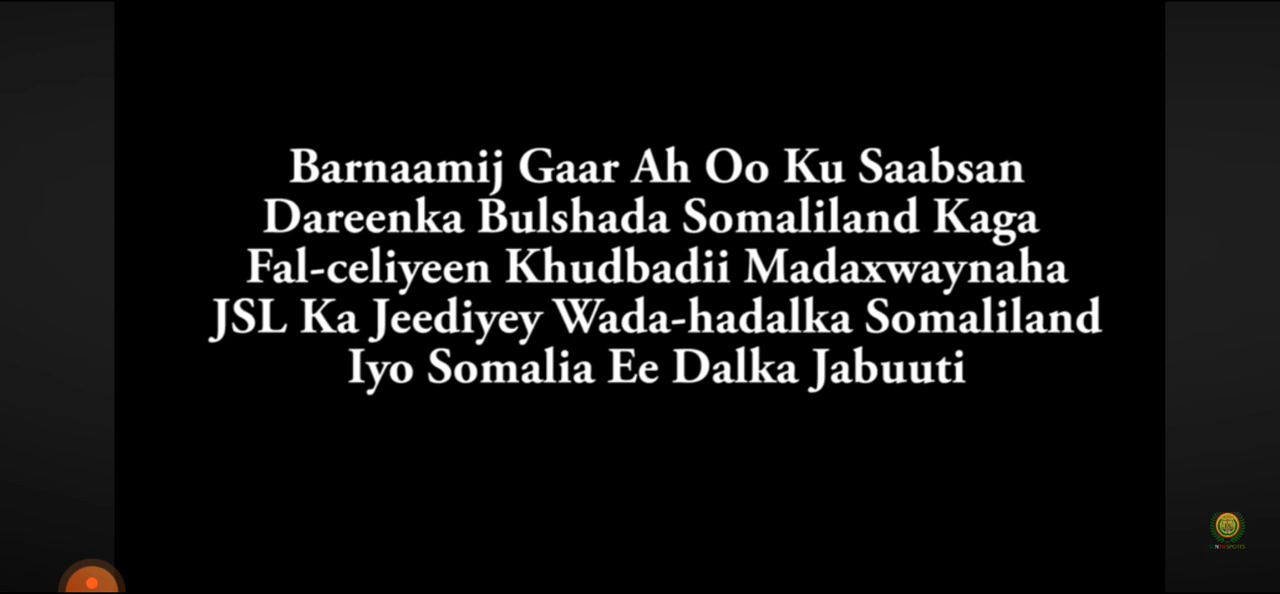 Barnaamij Gaar Ah Oo Ku Saabsan
Dareenka Bulshada Somaliland Kaga
Fal-celiyeen Khudbadii Madaxwaynaha
JSL Ka Jeediyey Wada-hadalka Somaliland
Iyo Somalia Ee Dalka Jabuuti